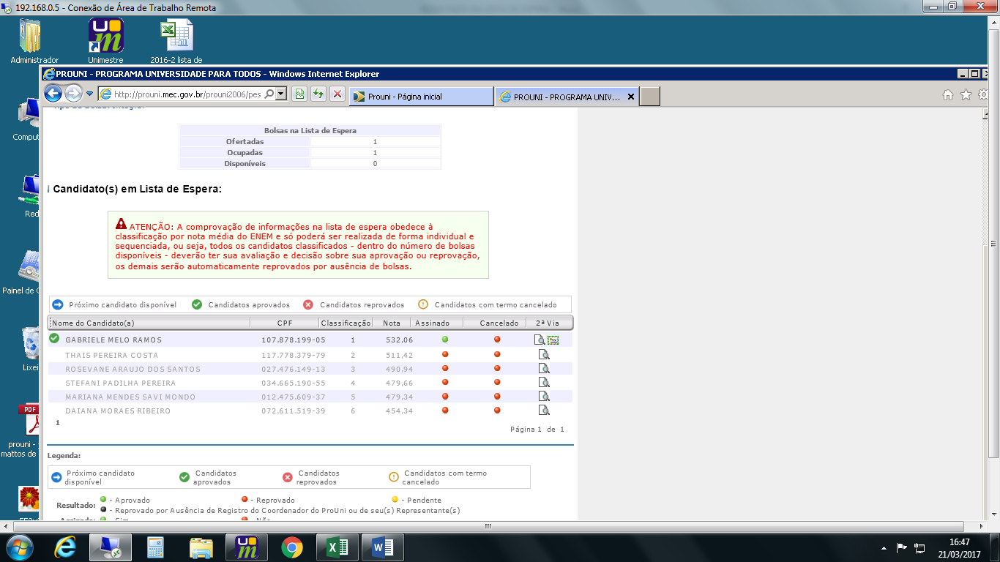 192.168.0.5 - Conexão de Área de Trabalho Remota
Administrador
Unimestre
2016-2 lista de
PROUNI - PROGRAMA UNIVERSIDADE PARA TODOS - Windows Internet Explorer
http://prouni.mec.gov.br/prouni2006/pes
Prouni - Página inicial
PROUNI - PROGRAMA UNIV...
Comput
Red
Painel de C
Lixei
PDF
prouni -
mattos de
Bolsas na Lista de Espera
Ofertadas 1
Ocupadas 1
Disponíveis 0
Candidato(s) em Lista de Espera:
ATENÇÃO: A comprovação de informações na lista de espera obedece à
classificação por nota média do ENEM e só poderá ser realizada de forma individual e
sequenciada, ou seja, todos os candidatos classificados - dentro do número de bolsas
disponíveis - deverão ter sua avaliação e decisão sobre sua aprovação ou reprovação,
os demais serão automaticamente reprovados por ausência de bolsas.
Próximo candidato disponível Candidatos aprovados Candidatos reprovados Candidatos com termo cancelado
Nome do Candidato(a) CPF Classificação Nota Assinado Cancelado 2ª Via
GABRIELE MELO RAMOS 107.878.199-05 1 532,06
THAIS PEREIRA COSTA 117.778.379-79 2 511,42
ROSEVANE ARAUJO DOS SANTOS 027.476.149-13 3 490,94
STEFANI PADILHA PEREIRA 034.665.190-55 4 479,66
MARIANA MENDES SAVI MONDO 012.475.609-37 5 479,34
DAIANA MORAES RIBEIRO 072.611.519-39 6 454,34
1
Página 1 de 1
Legenda:
Próximo candidato disponível
Candidatos aprovados
Candidatos reprovados
Candidatos com termo cancelado
Resultado: - Aprovado - Reprovado - Pendente
- Reprovado por Ausência de Registro do Coordenador do ProUni ou de seu(s) Representante(s)
16:47
21/03/2017